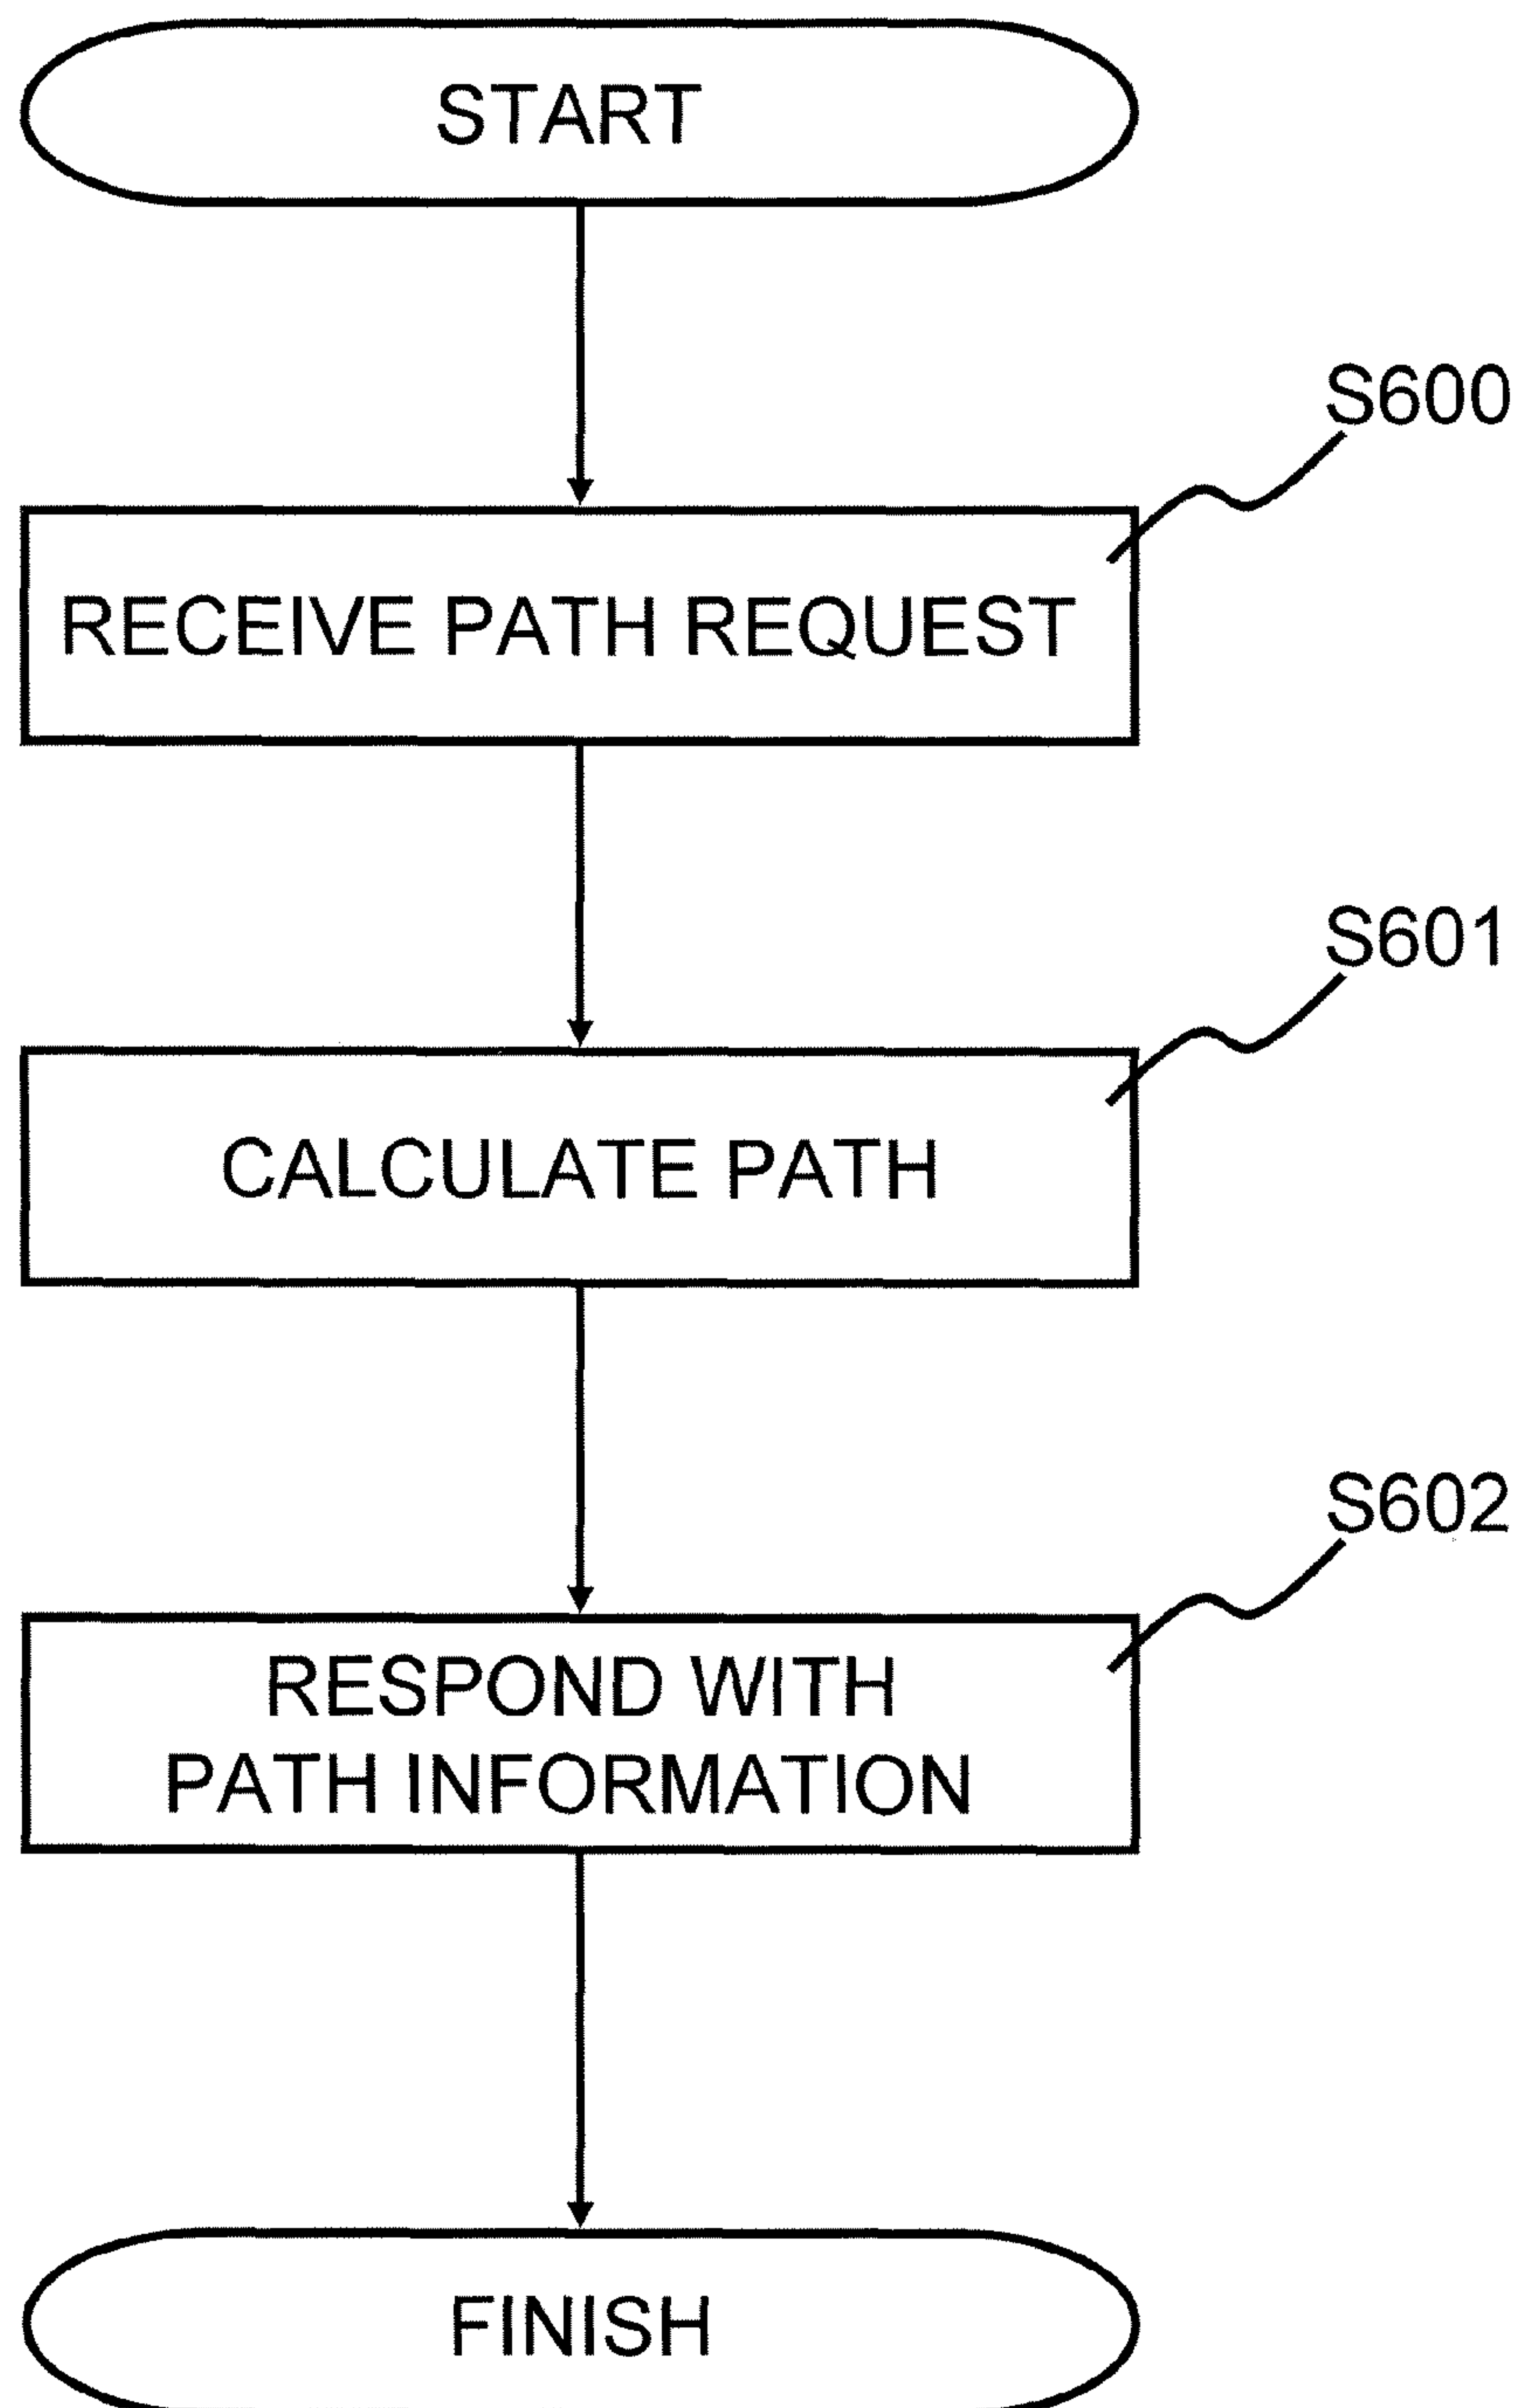 START
S600
RECEIVE PATH REQUEST
S601
CALCULATE PATH
S602
RESPOND WITH
PATH INFORMATION
FINISH